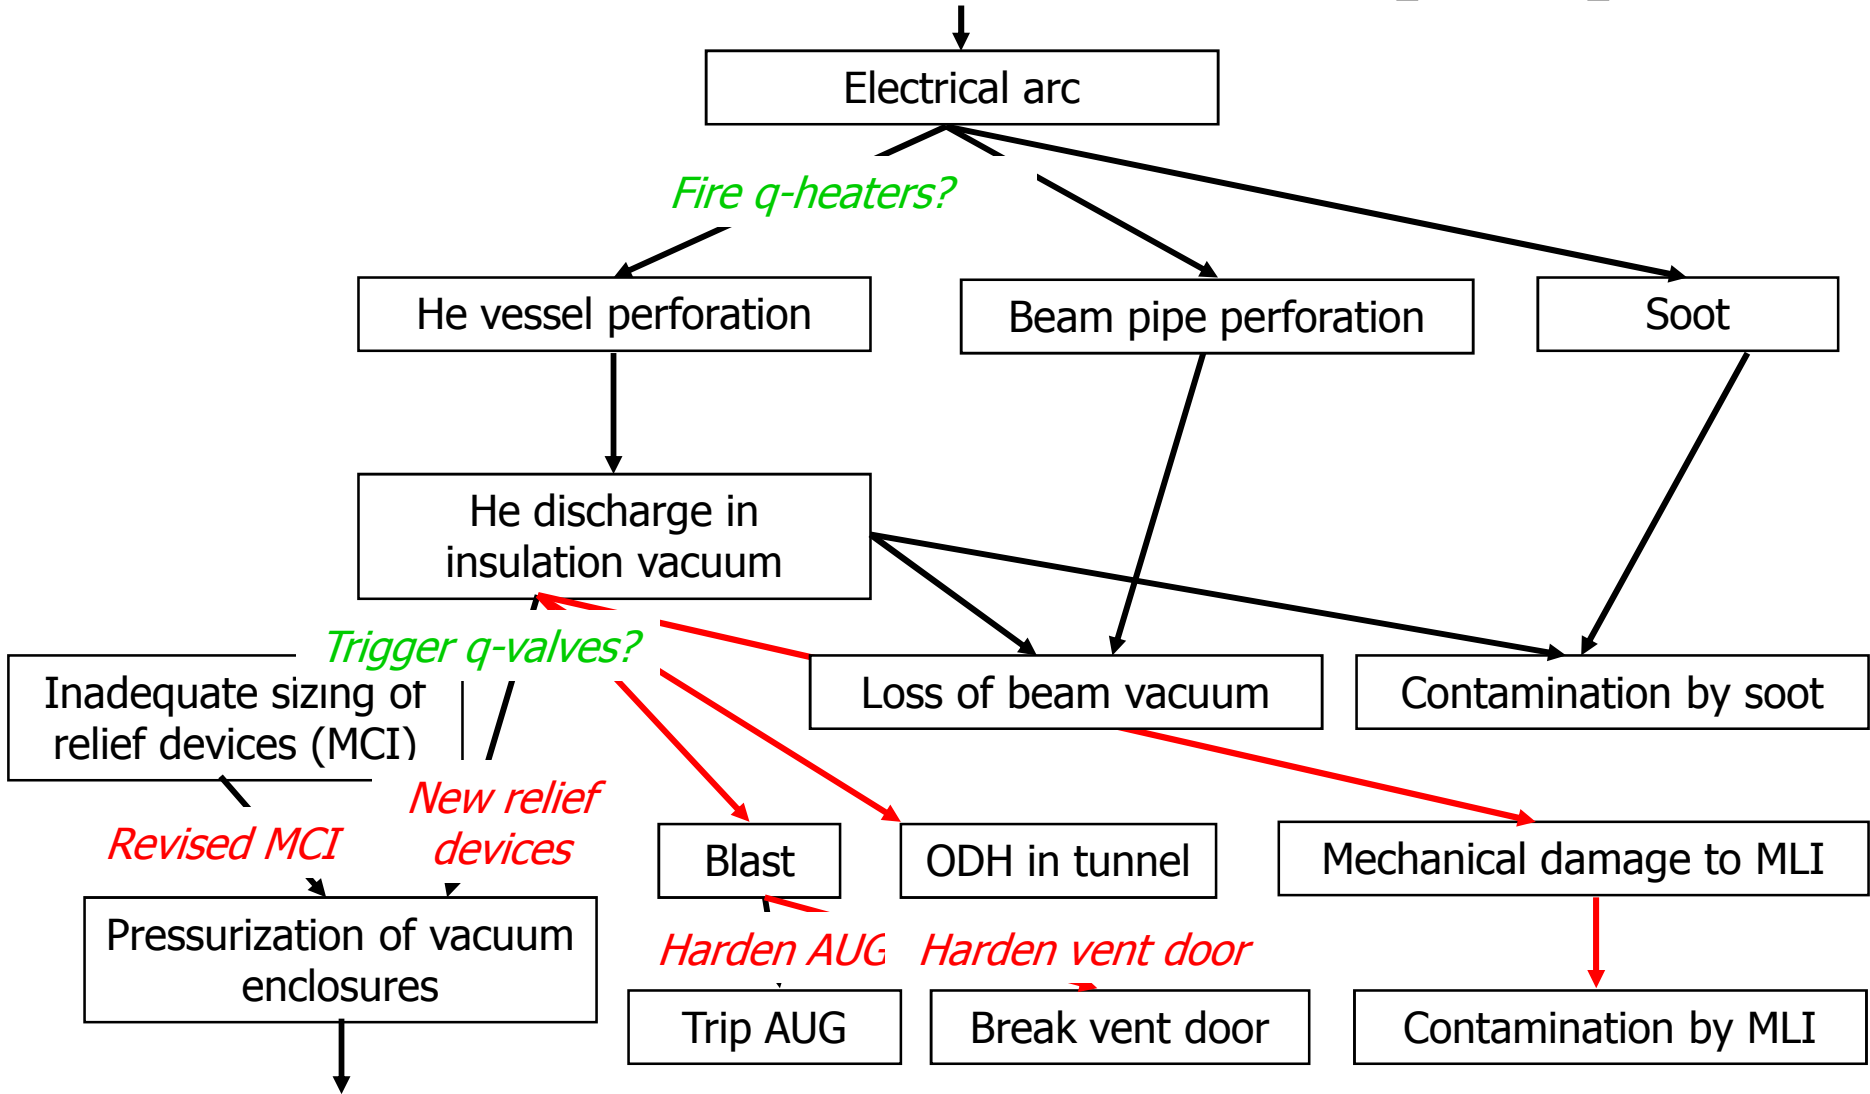 Electrical arc
Fire q-heaters?
He vessel perforation
Beam pipe perforation
Soot
He discharge in
insulation vacuum
Trigger q-valves?
Inadequate sizing of
relief devices (MCI)
Loss of beam vacuum
Contamination by soot
New relief
devices
Revised MCI
Blast
ODH in tunnel
Mechanical damage to MLI
Pressurization of vacuum
enclosures
Harden AUG
Harden vent door
Trip AUG
Break vent door
Contamination by MLI